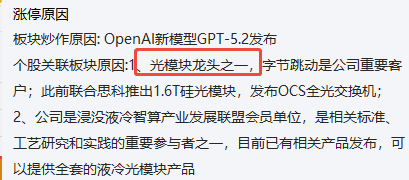 涨停原因
板块炒作原因: OpenAI新模型GPT-5.2发布
个股关联板块原因:1、光模块龙头之一，字节跳动是公司重要客
户；此前联合思科推出1.6T硅光模块，发布OCS全光交换机；
2、公司是浸没液冷智算产业发展联盟会员单位，是相关标准、
工艺研究和实践的重要参与者之一，目前已有相关产品发布，可
以提供全套的液冷光模块产品